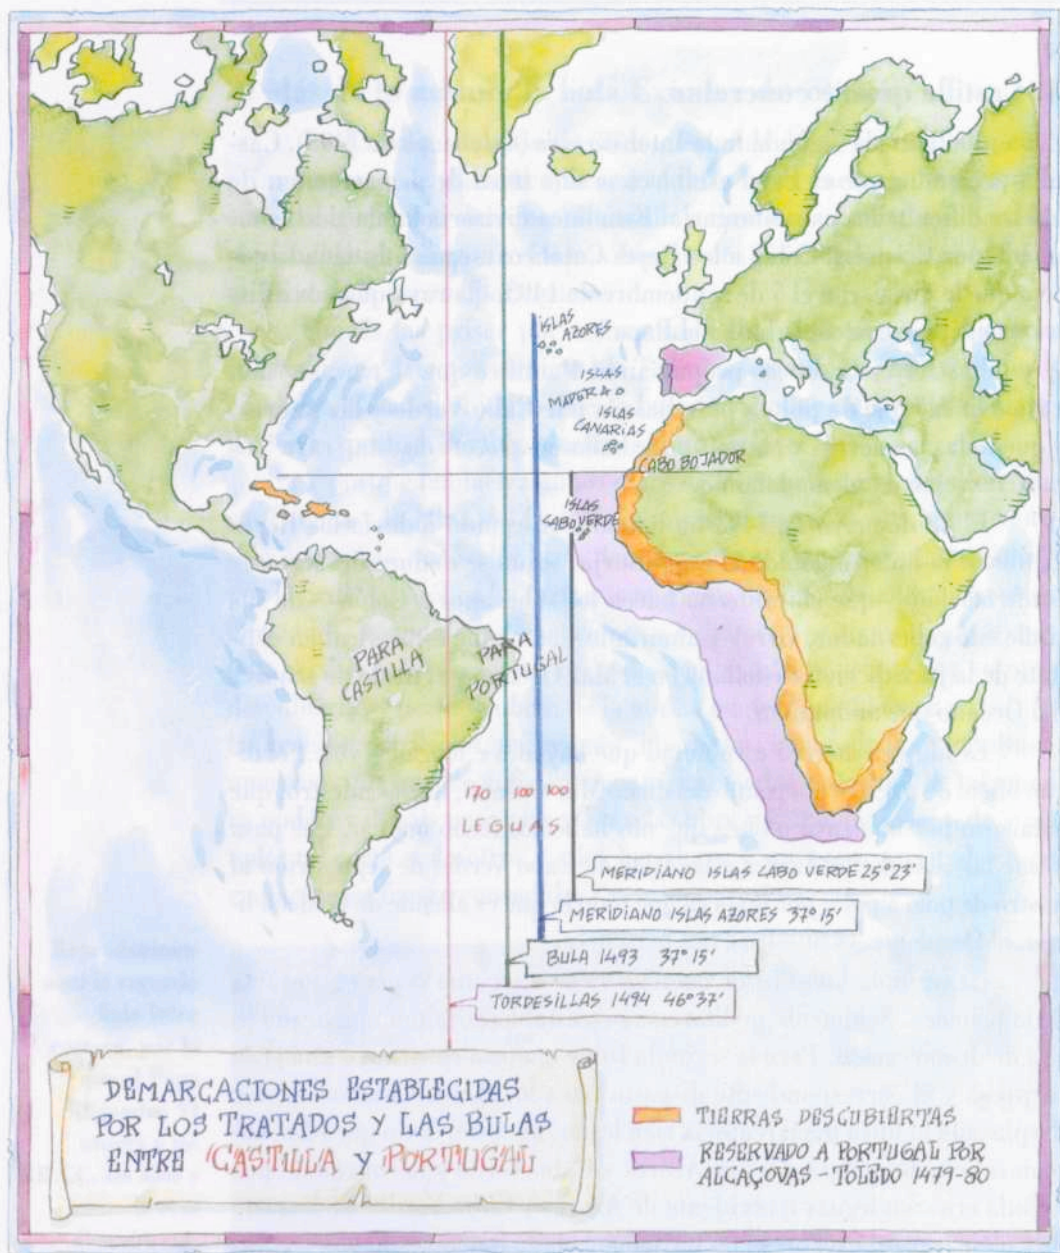 ISLAS
AZORES
ISLAS
MADERA O
ISLAS
CANARIAS
CABO BOJADOR
ISLAS
CABO VERDE
PARA
CASTILLA
PARA
PORTUGAL
170 100 100
LEGUAS
MERIDIANO ISLAS CABO VERDE 25°23'
MERIDIANO ISLAS AZORES 37°15'
BULA 1493 37°15'
TORDESILLAS 1494 46°37'
DEMARCACIONES ESTABLECIDAS
POR LOS TRATADOS Y LAS BULAS
ENTRE CASTILLA Y PORTUGAL
TIERRAS DESCUBIERTAS
RESERVADO A PORTUGAL POR
ALCAÇOVAS - TOLEDO 1479-80